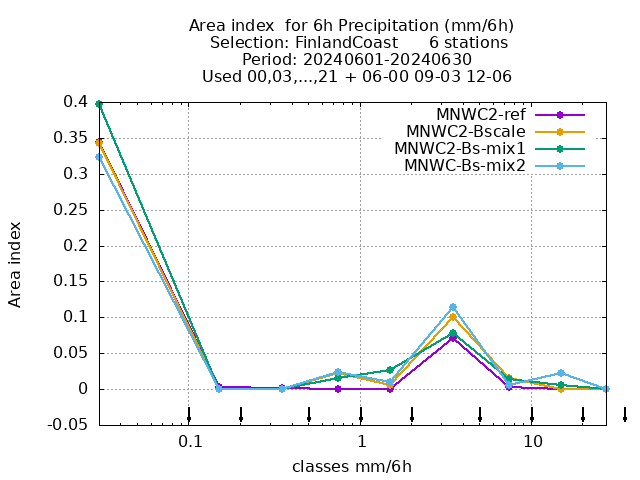 Area index  for 6h Precipitation (mm/6h)
Selection: FinlandCoast      6 stations
Period: 20240601-20240630
Used 00,03,...,21 + 06-00 09-03 12-06
MNWC2-ref
MNWC2-Bscale
MNWC2-Bs-mix1
MNWC-Bs-mix2
0.4
0.35
0.3
0.25
0.2
0.15
0.1
0.05
0
-0.05
Area index
0.1 1 10
classes mm/6h